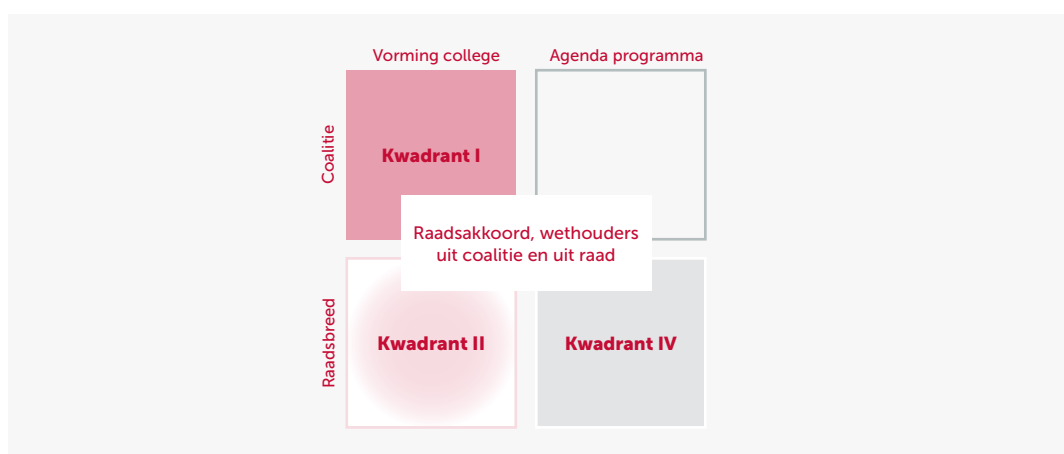 Vorming college
Agenda programma
Coalitie
Kwadrant I
Raadsakkoord, wethouders
uit coalitie en uit raad
Raadsbreed
Kwadrant II
Kwadrant IV